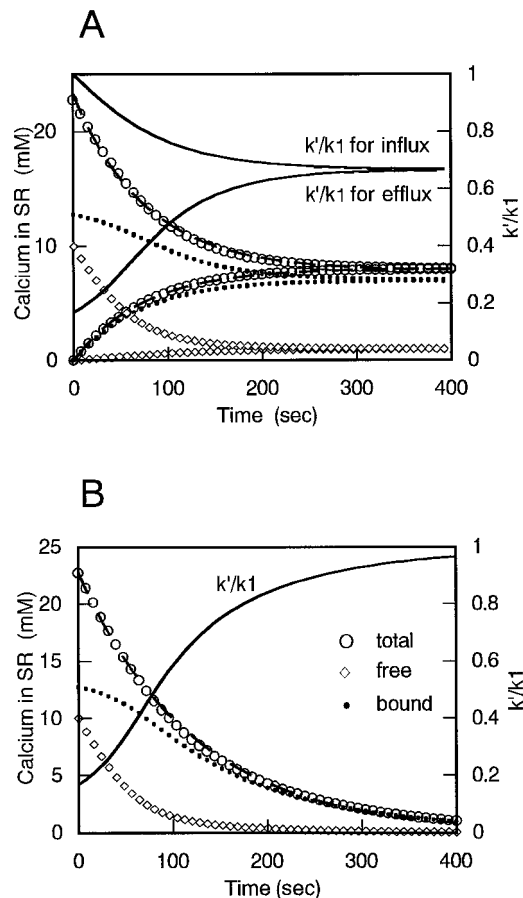 A
Calcium in SR (mM)
20
10
0
k'/k1 for influx
k'/k1 for efflux
1
0.8
0.6
0.4
0.2
0
k'/k1
0 100 200 300 400
Time (sec)
B
Calcium in SR (mM)
25
20
15
10
5
0
k'/k1
total
free
bound
1
0.8
0.6
0.4
0.2
0
k'/k1
0 100 200 300 400
Time (sec)